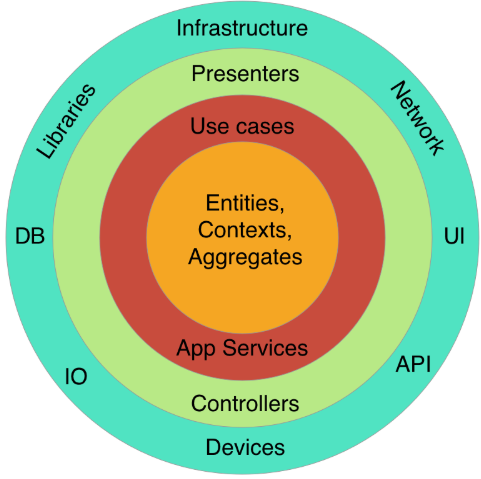 Infrastructure
Presenters
Libraries
Network
Use cases
Entities,
Contexts,
Aggregates
DB
UI
App Services
IO
API
Controllers
Devices